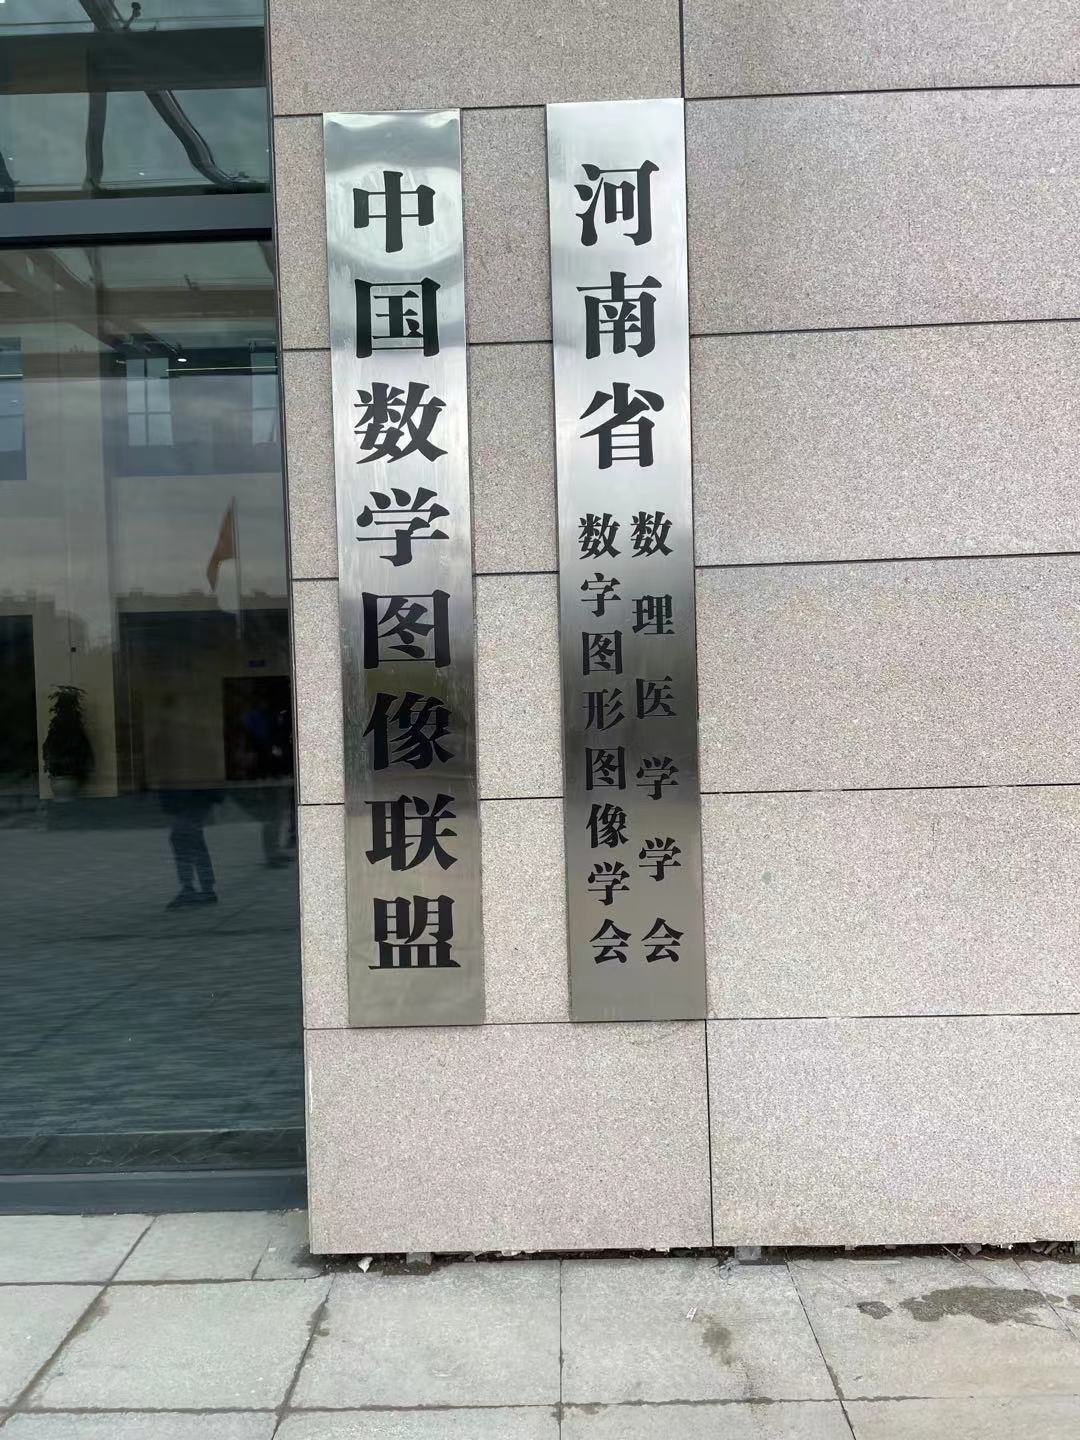 中国数学图像联盟
河南省
数理医学学会
数字图形图像学会